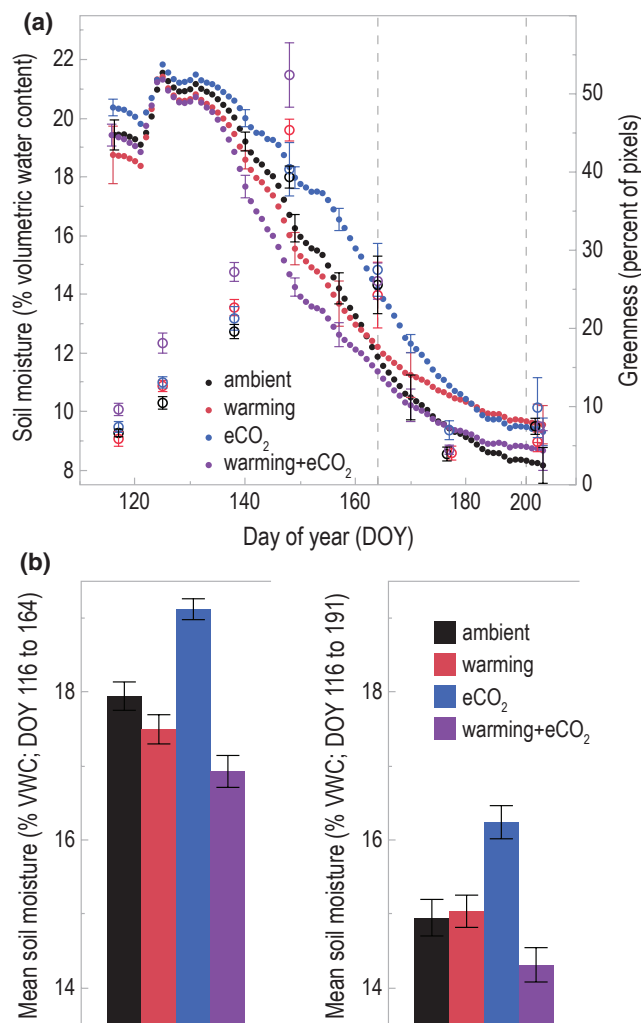 (a)
Soil moisture (% volumetric water content)
22
20
18
16
14
12
10
8
Greenness (percent of pixels)
50
40
30
20
10
0
ambient
warming
eCO₂
warming+eCO₂
120 140 160 180 200
Day of year (DOY)
(b)
Mean soil moisture (% VWC; DOY 116 to 164)
18
16
14
Mean soil moisture (% VWC; DOY 116 to 191)
18
16
14
ambient
warming
eCO₂
warming+eCO₂